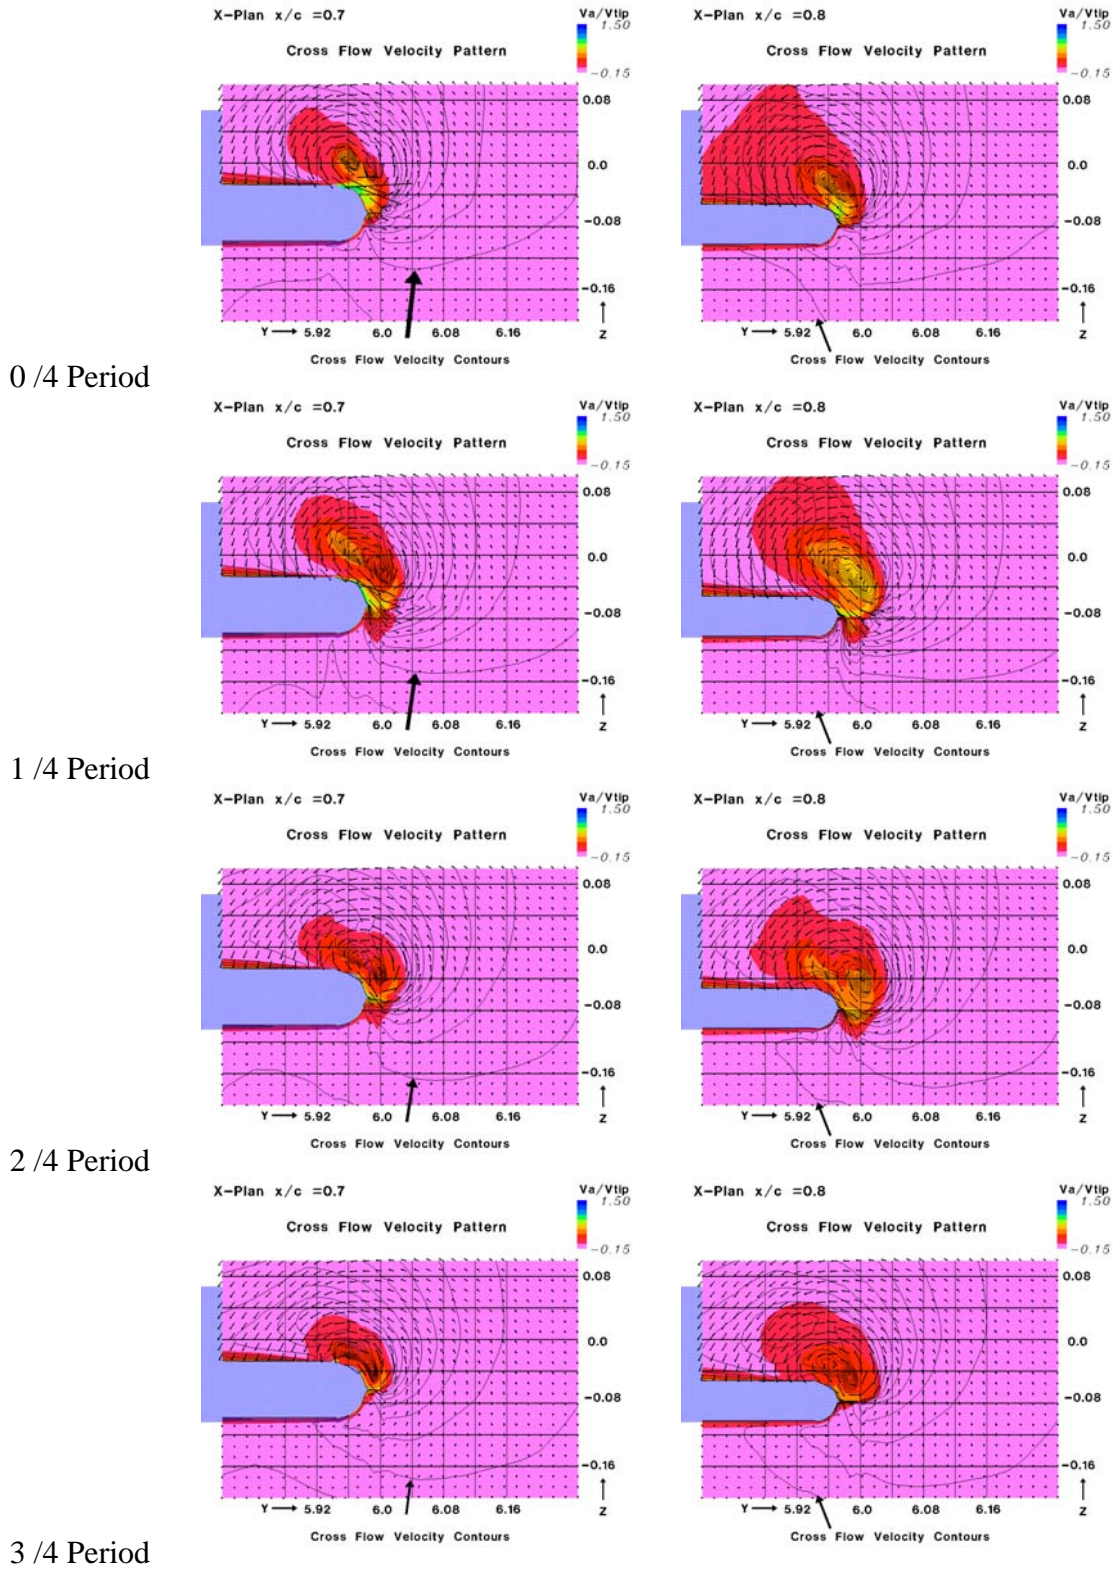 X-Plan x/c =0.7
Va/Vtip
1.50
Cross Flow Velocity Pattern
-0.15
0.08
0.0
-0.08
-0.16
Y 5.92 6.0 6.08 6.16 Z
Cross Flow Velocity Contours
X-Plan x/c =0.8
Va/Vtip
1.50
Cross Flow Velocity Pattern
-0.15
0.08
0.0
-0.08
-0.16
Y 5.92 6.0 6.08 6.16 Z
Cross Flow Velocity Contours
0 /4 Period
X-Plan x/c =0.7
Va/Vtip
1.50
Cross Flow Velocity Pattern
-0.15
0.08
0.0
-0.08
-0.16
Y 5.92 6.0 6.08 6.16 Z
Cross Flow Velocity Contours
X-Plan x/c =0.8
Va/Vtip
1.50
Cross Flow Velocity Pattern
-0.15
0.08
0.0
-0.08
-0.16
Y 5.92 6.0 6.08 6.16 Z
Cross Flow Velocity Contours
1 /4 Period
X-Plan x/c =0.7
Va/Vtip
1.50
Cross Flow Velocity Pattern
-0.15
0.08
0.0
-0.08
-0.16
Y 5.92 6.0 6.08 6.16 Z
Cross Flow Velocity Contours
X-Plan x/c =0.8
Va/Vtip
1.50
Cross Flow Velocity Pattern
-0.15
0.08
0.0
-0.08
-0.16
Y 5.92 6.0 6.08 6.16 Z
Cross Flow Velocity Contours
2 /4 Period
X-Plan x/c =0.7
Va/Vtip
1.50
Cross Flow Velocity Pattern
-0.15
0.08
0.0
-0.08
-0.16
Y 5.92 6.0 6.08 6.16 Z
Cross Flow Velocity Contours
X-Plan x/c =0.8
Va/Vtip
1.50
Cross Flow Velocity Pattern
-0.15
0.08
0.0
-0.08
-0.16
Y 5.92 6.0 6.08 6.16 Z
Cross Flow Velocity Contours
3 /4 Period